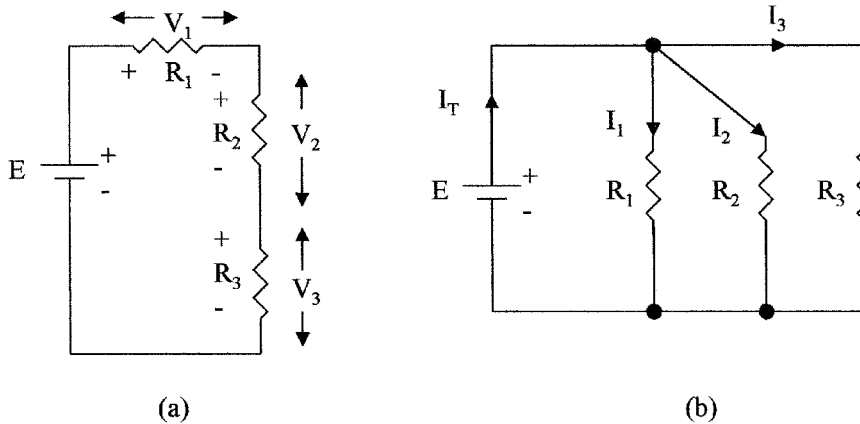 V₁
+ R₁ -
+
R₂
-
V₂
E + -
+
R₃
-
V₃
(a)
I₃
I_T
I₁
I₂
E + -
R₁
R₂
R₃
(b)